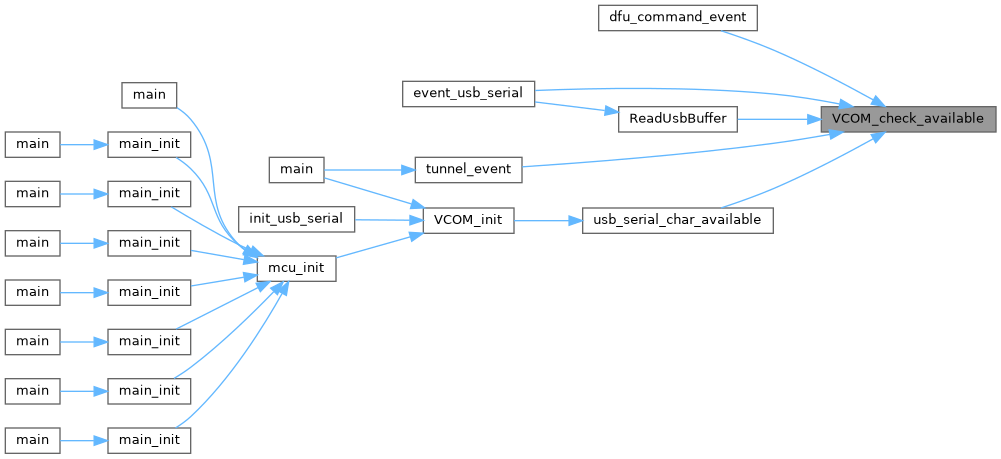 dfu_command_event
main
event_usb_serial
VCOM_check_available
ReadUsbBuffer
main
main_init
main
tunnel_event
main
main_init
init_usb_serial
VCOM_init
usb_serial_char_available
main
main_init
mcu_init
main
main_init
main
main_init
main
main_init
main
main_init